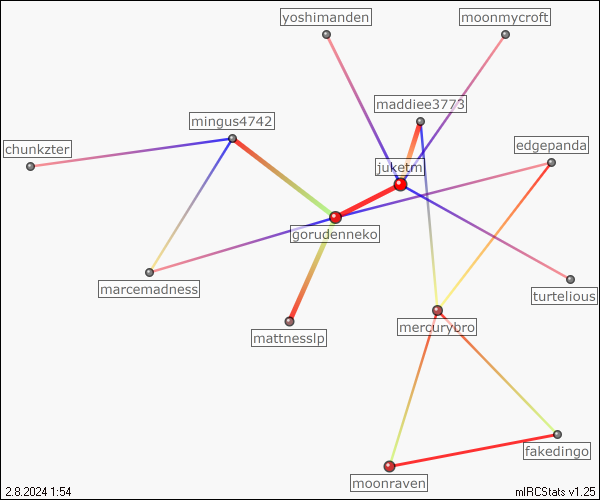 yoshimanden
moonmycroft
maddiee3773
mingus4742
edgepanda
chunkzter
juketmi
gorudenneko
marcemadness
turtelious
mercurybro
mattnesslp
fakedingo
moonraven
2.8.2024 1:54
mIRCStats v1.25